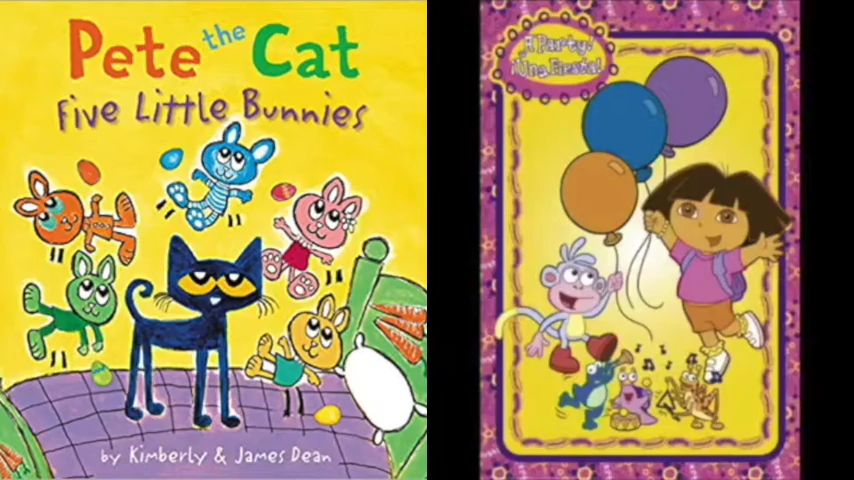 Pete the Cat
Five Little Bunnies
by Kimberly & James Dean
A Party!
¡Una Fiesta!